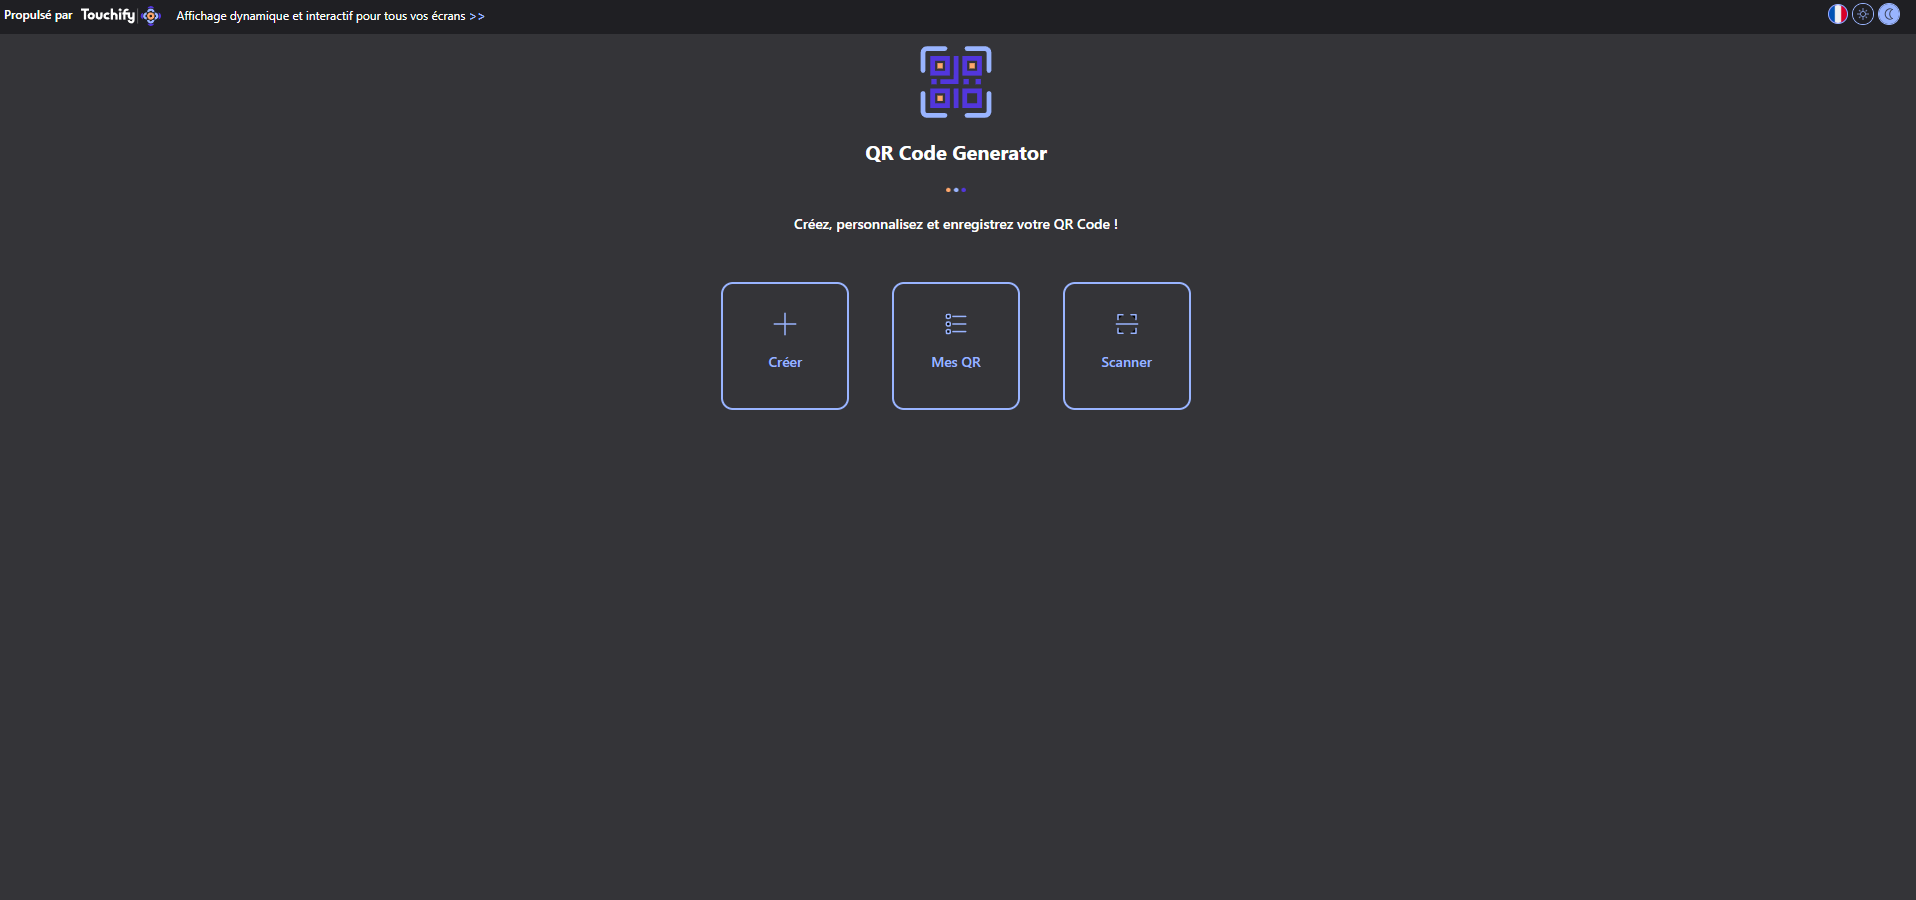 Propulsé par Touchify Affichage dynamique et interactif pour tous vos écrans >>
QR Code Generator
Créez, personnalisez et enregistrez votre QR Code !
Créer
Mes QR
Scanner